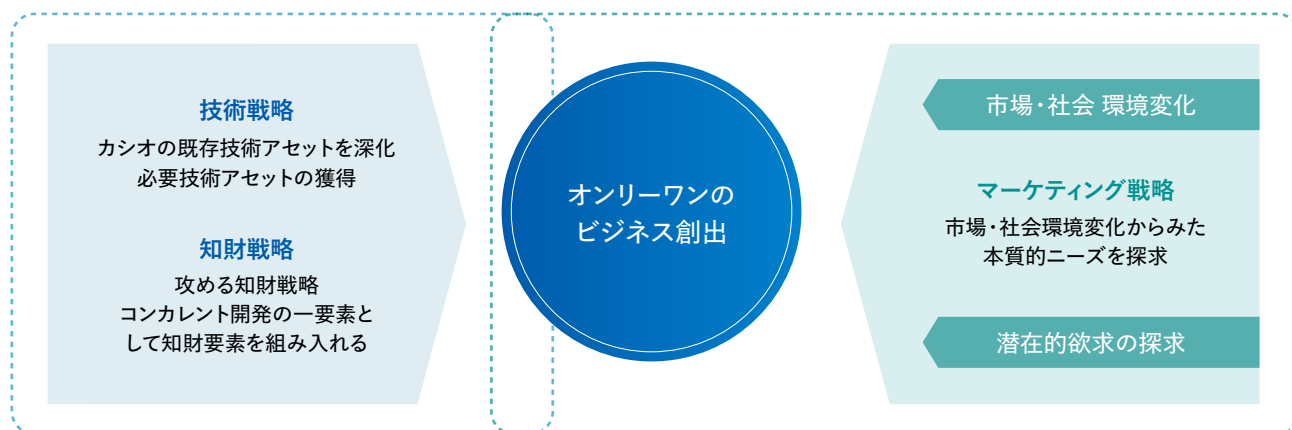 技術戦略
カシオの既存技術アセットを深化
必要技術アセットの獲得
知財戦略
攻める知財戦略
コンカレント開発の一要素と
して知財要素を組み入れる
オンリーワンの
ビジネス創出
市場・社会 環境変化
マーケティング戦略
市場・社会環境変化からみた
本質的ニーズを探求
潜在的欲求の探求